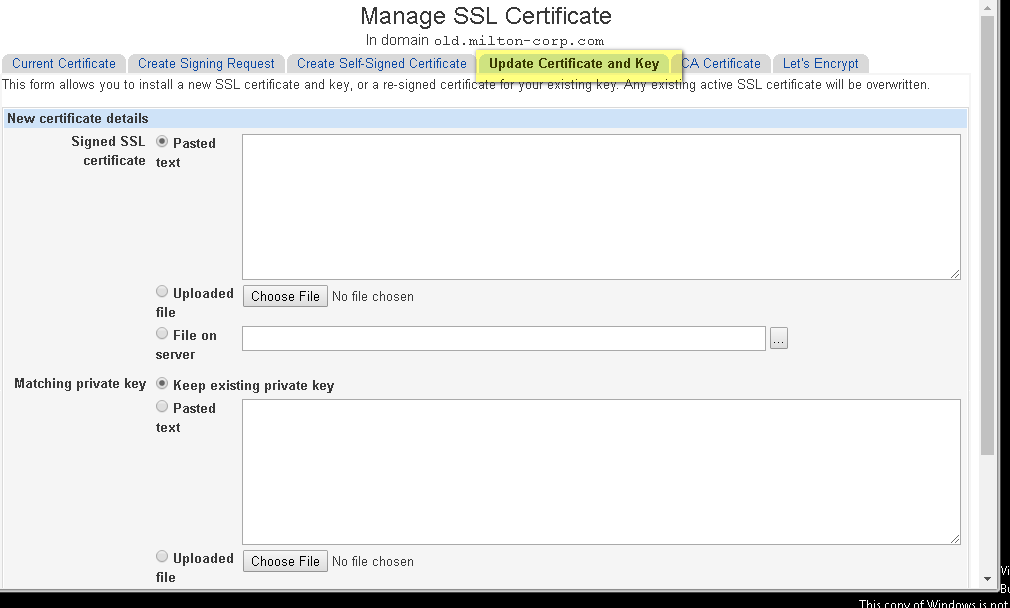 Manage SSL Certificate
In domain old.milton-corp.com
Current Certificate Create Signing Request Create Self-Signed Certificate Update Certificate and Key CA Certificate Let's Encrypt
This form allows you to install a new SSL certificate and key, or a re-signed certificate for your existing key. Any existing active SSL certificate will be overwritten.
New certificate details
Signed SSL certificate
Pasted text
Uploaded file
Choose File No file chosen
File on server
...
Matching private key
Keep existing private key
Pasted text
Uploaded file
Choose File No file chosen
Vi
Bu
This copy of Windows is not